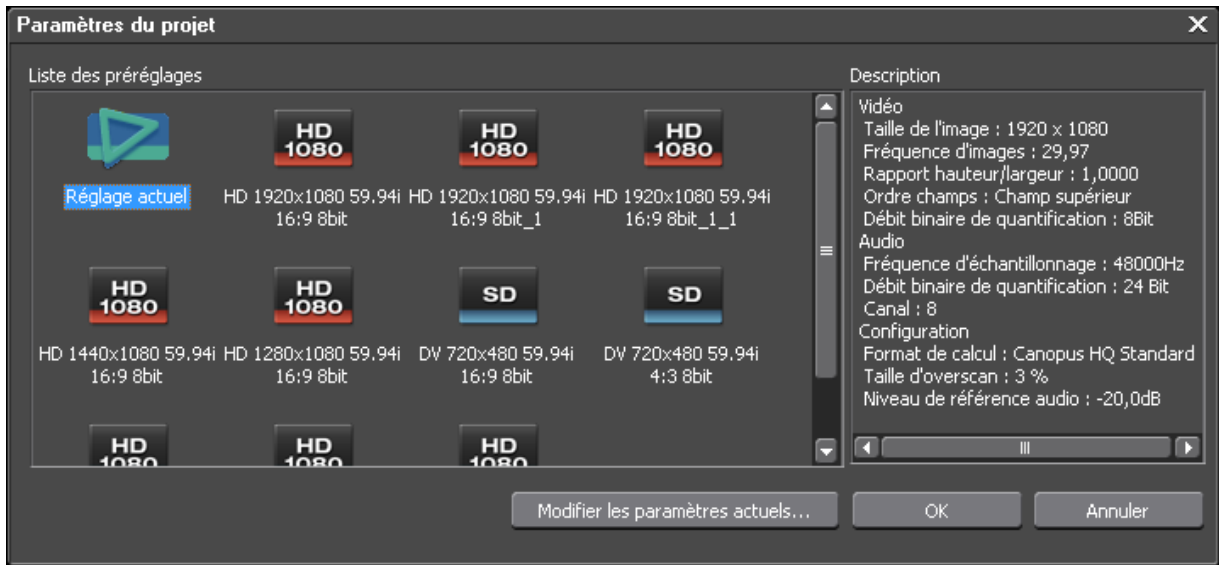 Paramètres du projet
Liste des préréglages
HD
1080
HD
1080
HD
1080
Réglage actuel
HD 1920x1080 59.94i
16:9 8bit
HD 1920x1080 59.94i
16:9 8bit_1
HD 1920x1080 59.94i
16:9 8bit_1_1
HD
1080
HD
1080
SD
SD
HD 1440x1080 59.94i
16:9 8bit
HD 1280x1080 59.94i
16:9 8bit
DV 720x480 59.94i
16:9 8bit
DV 720x480 59.94i
4:3 8bit
HD
1080
HD
1080
HD
1080
Description
Vidéo
Taille de l'image : 1920 x 1080
Fréquence d'images : 29,97
Rapport hauteur/largeur : 1,0000
Ordre champs : Champ supérieur
Débit binaire de quantification : 8Bit
Audio
Fréquence d'échantillonnage : 48000Hz
Débit binaire de quantification : 24 Bit
Canal : 8
Configuration
Format de calcul : Canopus HQ Standard
Taille d'overscan : 3 %
Niveau de référence audio : -20,0dB
Modifier les paramètres actuels...
OK
Annuler